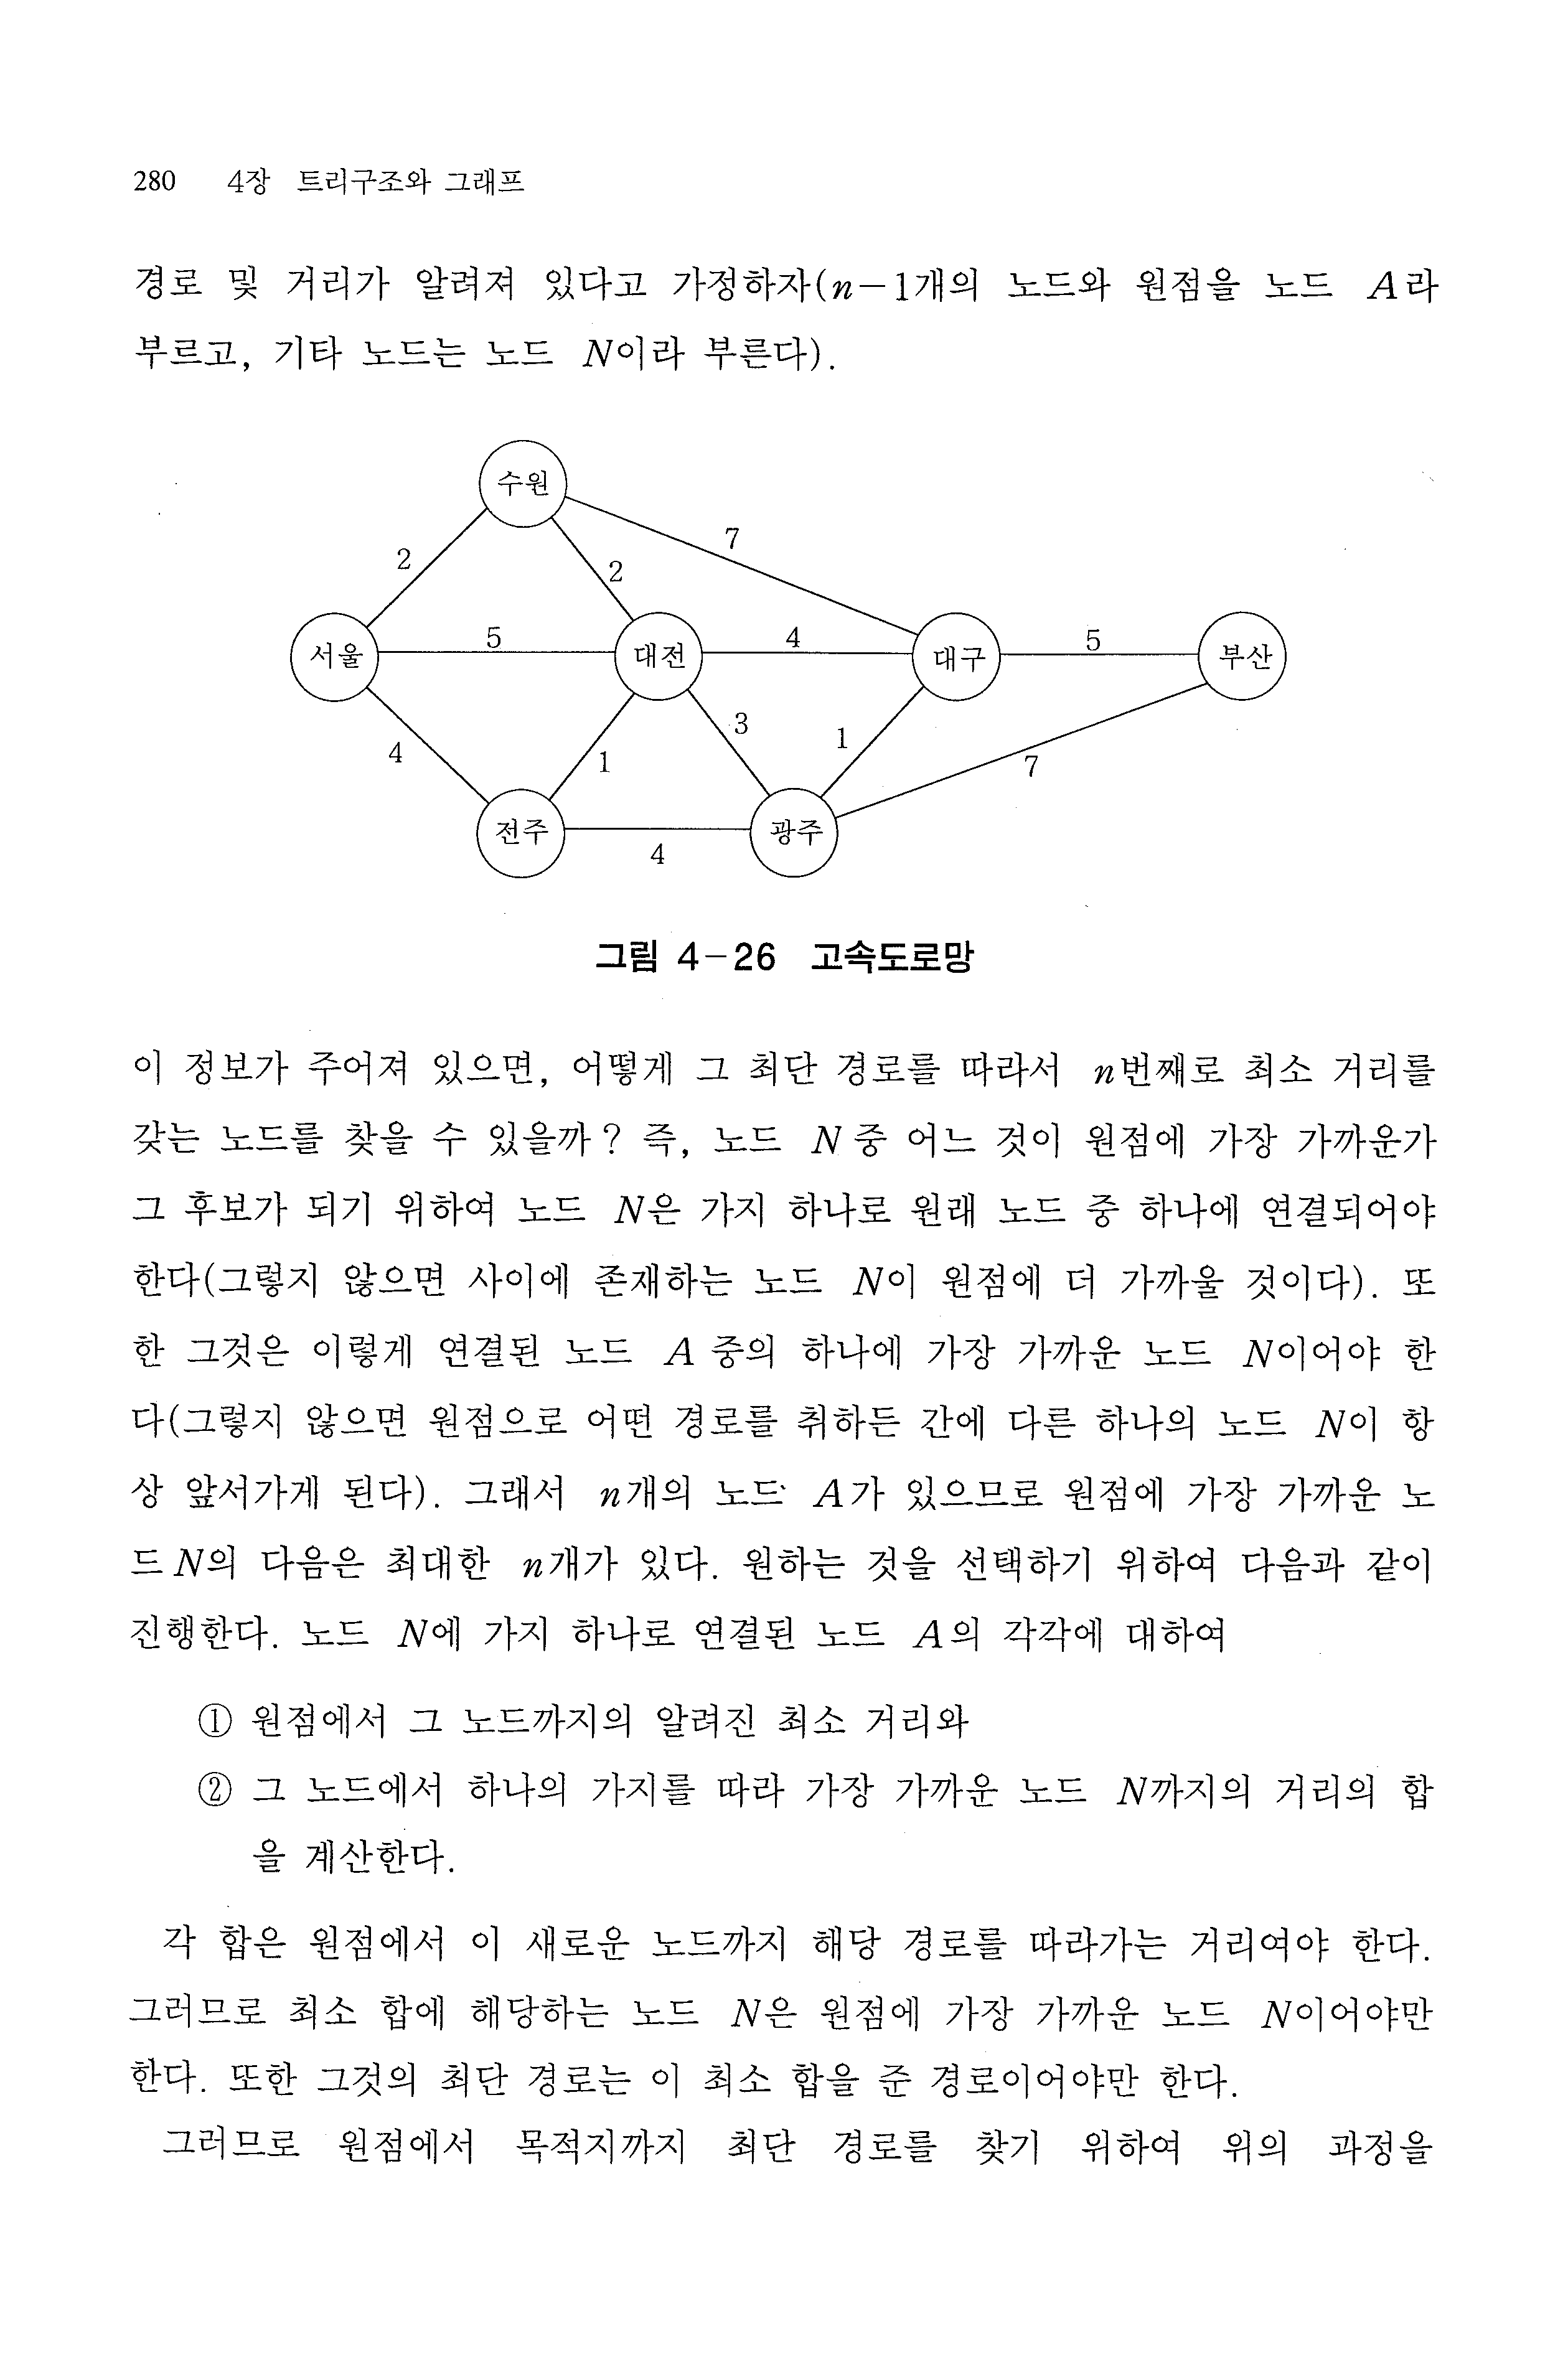 280 4장 트리구조와 그래프
경로 및 거리가 알려져 있다고 가정하자(n-1개의 노드와 원점을 노드 A라
부르고, 기타 노드는 노드 N이라 부른다).
수원
7
2
2
서울
5
대전
4
대구
5
부산
3
1
4
1
7
전주
광주
4
그림 4-26 고속도로망
이 정보가 주어져 있으면, 어떻게 그 최단 경로를 따라서 n번째로 최소 거리를
갖는 노드를 찾을 수 있을까? 즉, 노드 N중 어느 것이 원점에 가장 가까운가
그 후보가 되기 위하여 노드 N은 가지 하나로 원래 노드 중 하나에 연결되어야
한다(그렇지 않으면 사이에 존재하는 노드 N이 원점에 더 가까울 것이다). 또
한 그것은 이렇게 연결된 노드 A 중의 하나에 가장 가까운 노드 N이어야 한
다(그렇지 않으면 원점으로 어떤 경로를 취하든 간에 다른 하나의 노드 N이 항
상 앞서가게 된다). 그래서 n개의 노드 A가 있으므로 원점에 가장 가까운 노
드 N의 다음은 최대한 n개가 있다. 원하는 것을 선택하기 위하여 다음과 같이
진행한다. 노드 N에 가지 하나로 연결된 노드 A의 각각에 대하여
① 원점에서 그 노드까지의 알려진 최소 거리와
② 그 노드에서 하나의 가지를 따라 가장 가까운 노드 N까지의 거리의 합
을 계산한다.
각 합은 원점에서 이 새로운 노드까지 해당 경로를 따라가는 거리여야 한다.
그러므로 최소 합에 해당하는 노드 N은 원점에 가장 가까운 노드 N이어야만
한다. 또한 그것의 최단 경로는 이 최소 합을 준 경로이어야만 한다.
그러므로 원점에서 목적지까지 최단 경로를 찾기 위하여 위의 과정을